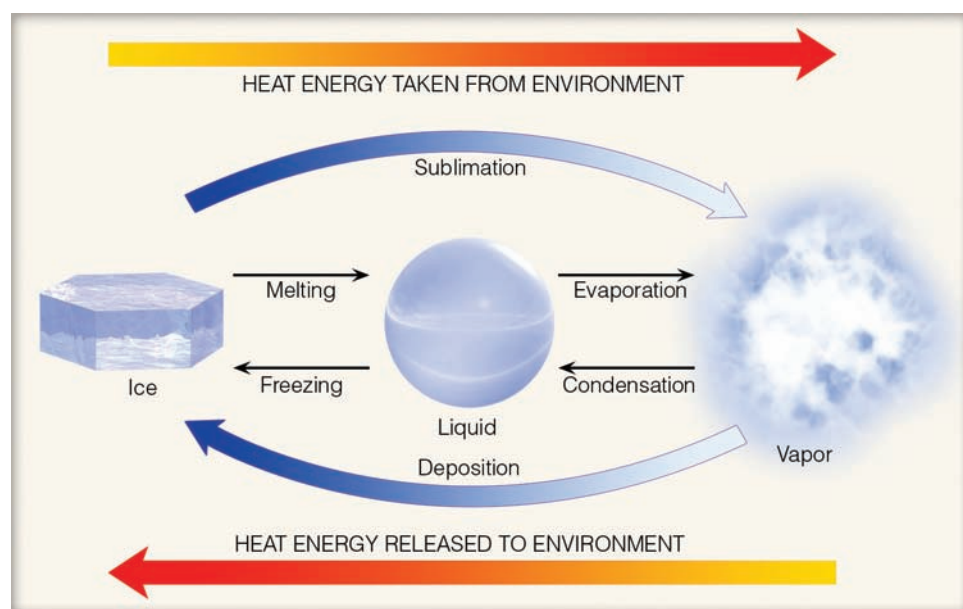 HEAT ENERGY TAKEN FROM ENVIRONMENT
Sublimation
Melting
Evaporation
Freezing
Condensation
Ice
Liquid
Vapor
Deposition
HEAT ENERGY RELEASED TO ENVIRONMENT